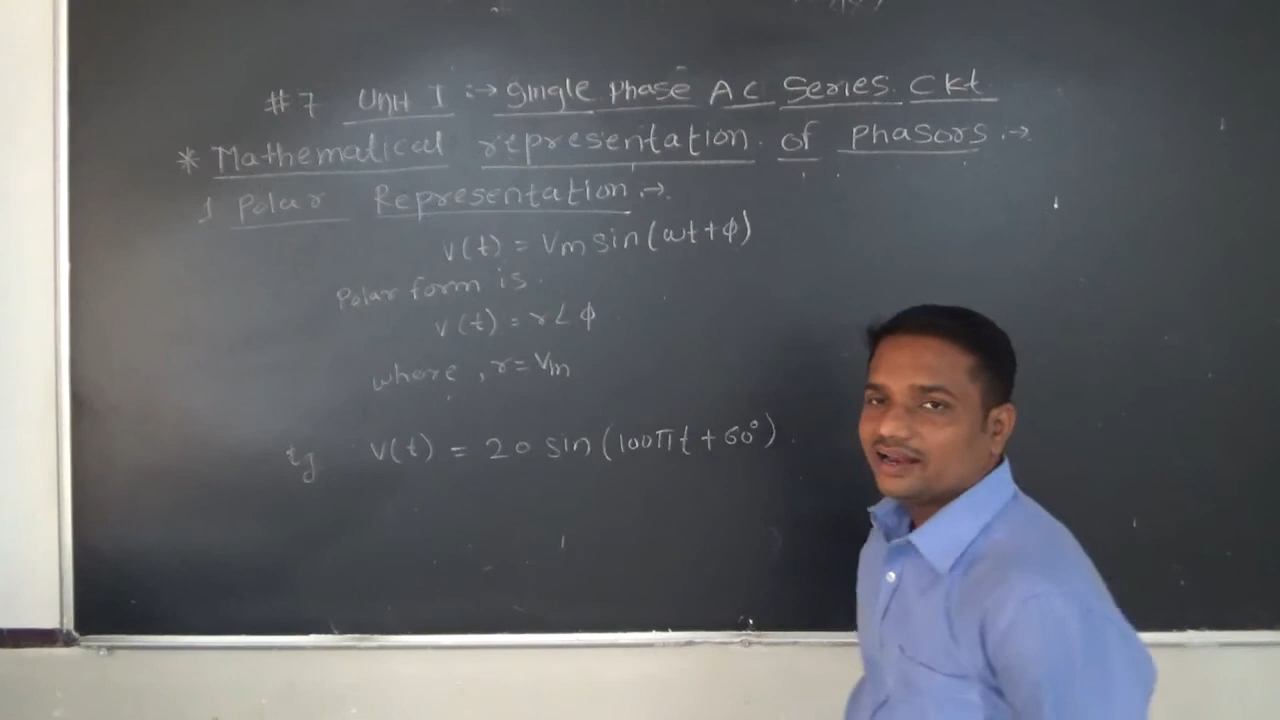 #7 Unit I :→ Single Phase AC Series Ckt
* Mathematical representation of Phasors :→
1 Polar Representation :→
v(t) = Vm sin(ωt+ϕ)
Polar form is
v(t) = r∠ϕ
where, r = Vm
eg v(t) = 20 sin(100πt+60°)